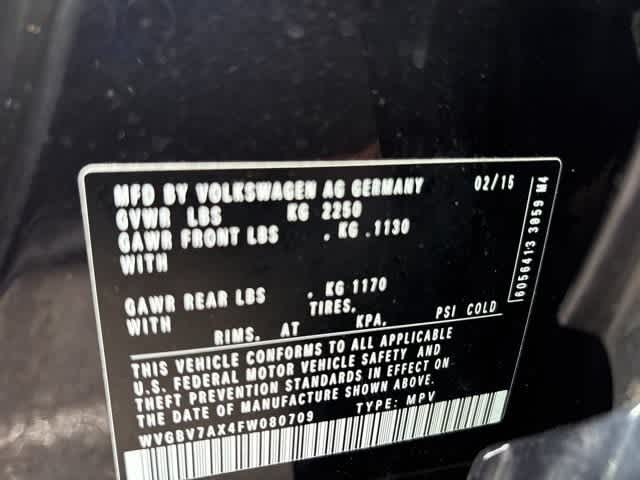 MFD BY VOLKSWAGEN AG GERMANY 02/15
GVWR LBS KG 2250
GAWR FRONT LBS . KG .1130
WITH
GAWR REAR LBS . KG 1170
WITH TIRES,
RIMS. AT KPA. PSI COLD
THIS VEHICLE CONFORMS TO ALL APPLICABLE
U.S. FEDERAL MOTOR VEHICLE SAFETY AND
THEFT PREVENTION STANDARDS IN EFFECT ON
THE DATE OF MANUFACTURE SHOWN ABOVE.
WVGBV7AX4FW080709 TYPE: MPV
6056413 3059 M4